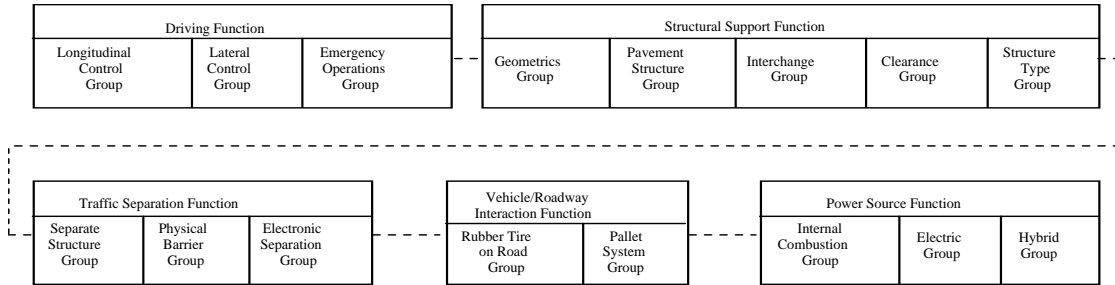 Driving Function
Longitudinal
Control
Group
Lateral
Control
Group
Emergency
Operations
Group
Structural Support Function
Geometrics
Group
Pavement
Structure
Group
Interchange
Group
Clearance
Group
Structure
Type
Group
Traffic Separation Function
Separate
Structure
Group
Physical
Barrier
Group
Electronic
Separation
Group
Vehicle/Roadway
Interaction Function
Rubber Tire
on Road
Group
Pallet
System
Group
Power Source Function
Internal
Combustion
Group
Electric
Group
Hybrid
Group